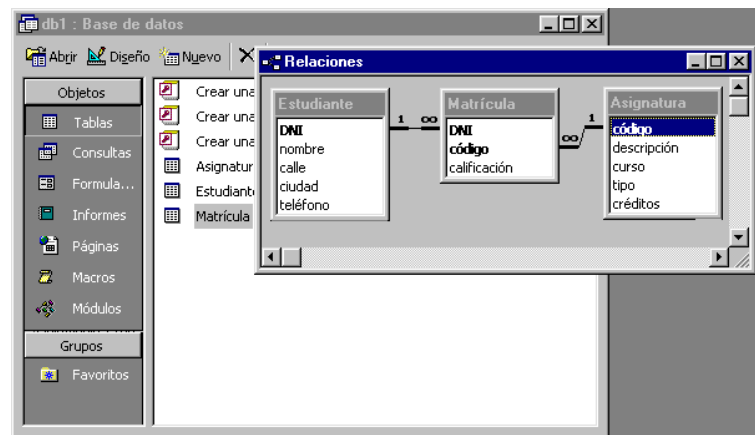 db1 : Base de datos
Abrir Diseño Nuevo
Objetos
Tablas
Consultas
Formula...
Informes
Páginas
Macros
Módulos
Grupos
Favoritos
Crear una
Crear una
Crear una
Asignatur
Estudiante
Matrícula
Relaciones
Estudiante
DNI
nombre
calle
ciudad
teléfono
1 ∞
Matrícula
DNI
código
calificación
∞ 1
Asignatura
código
descripción
curso
tipo
créditos